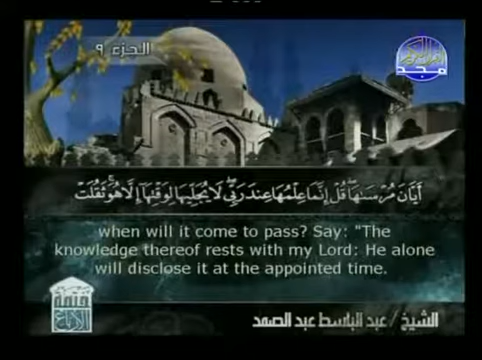 الجزء ٩
مجد
أَيَّانَ مُرْسَىٰهَا ۖ قُلْ إِنَّمَا عِلْمُهَا عِندَ رَبِّى ۖ لَا يُجَلِّيهَا لِوَقْتِهَآ إِلَّا هُوَ ۚ ثَقُلَتْ
when will it come to pass? Say: "The
knowledge thereof rests with my Lord: He alone
will disclose it at the appointed time.
الشيخ / عبد الباسط عبد الصمد